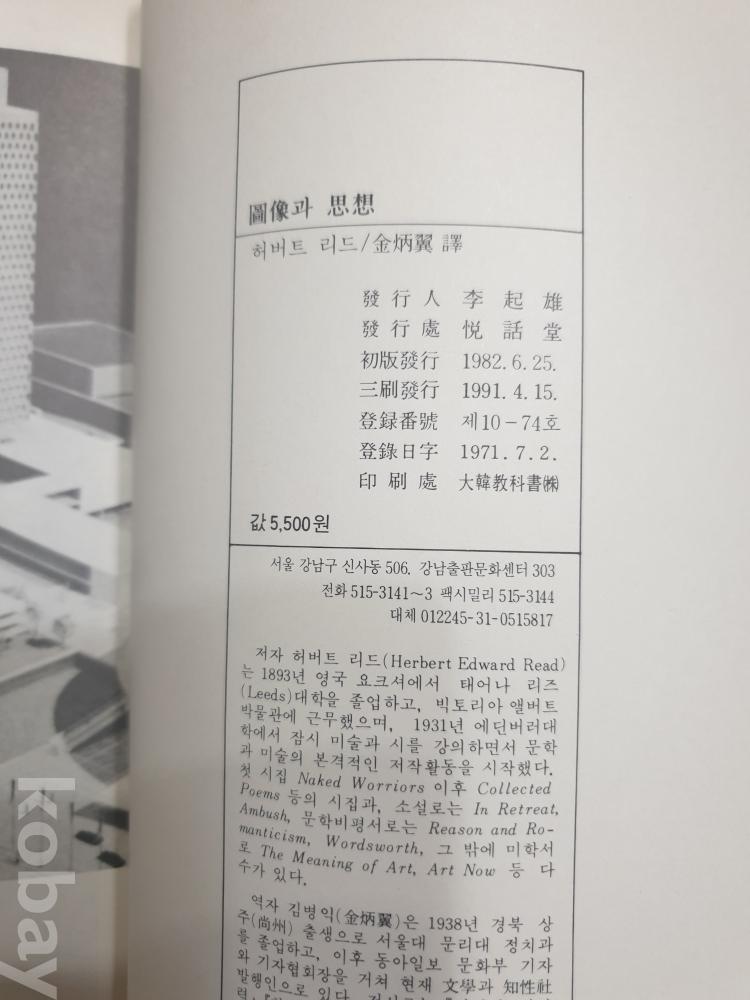 圖像과 思想
허버트 리드/金炳翼 譯
發行人 李起雄
發行處 悦話堂
初版發行 1982.6.25.
三刷發行 1991.4.15.
登録番號 제10-74호
登錄日字 1971.7.2.
印刷處 大韓教科書㈱
값 5,500원
서울 강남구 신사동 506. 강남출판문화센터 303
전화 515-3141~3 팩시밀리 515-3144
대체 012245-31-0515817
저자 허버트 리드(Herbert Edward Read)
는 1893년 영국 요크셔에서 태어나 리즈
(Leeds)대학을 졸업하고, 빅토리아 앨버트
박물관에 근무했으며, 1931년 에딘버러대
학에서 잠시 미술과 시를 강의하면서 문학
과 미술의 본격적인 저작활동을 시작했다.
첫 시집 Naked Worriors 이후 Collected
Poems 등의 시집과, 소설로는 In Retreat,
Ambush, 문학비평서로는 Reason and Ro-
manticism, Wordsworth, 그 밖에 미학서
로 The Meaning of Art, Art Now 등 다
수가 있다.
역자 김병익(金炳翼)은 1938년 경북 상
주(尙州) 출생으로 서울대 문리대 정치과
를 졸업하고, 이후 동아일보 문화부 기자
와 기자협회장을 거쳐 현재 文學과 知性社
발행인으로 있다.
kobay